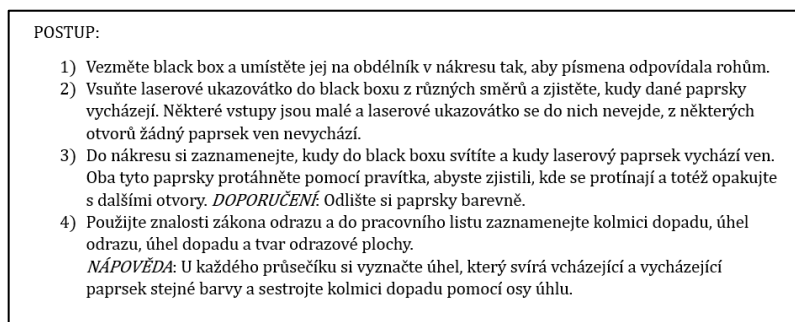 POSTUP:
1) Vezměte black box a umístěte jej na obdélník v nákresu tak, aby písmena odpovídala rohům.
2) Vsuňte laserové ukazovátko do black boxu z různých směrů a zjistěte, kudy dané paprsky
vycházejí. Některé vstupy jsou malé a laserové ukazovátko se do nich nevejde, z některých
otvorů žádný paprsek ven nevychází.
3) Do nákresu si zaznamenejte, kudy do black boxu svítíte a kudy laserový paprsek vychází ven.
Oba tyto paprsky protáhněte pomocí pravítka, abyste zjistili, kde se protínají a totéž opakujte
s dalšími otvory. DOPORUČENÍ: Odlište si paprsky barevně.
4) Použijte znalosti zákona odrazu a do pracovního listu zaznamenejte kolmici dopadu, úhel
odrazu, úhel dopadu a tvar odrazové plochy.
NÁPOVĚDA: U každého průsečíku si vyznačte úhel, který svírá vcházející a vycházející
paprsek stejné barvy a sestrojte kolmici dopadu pomocí osy úhlu.